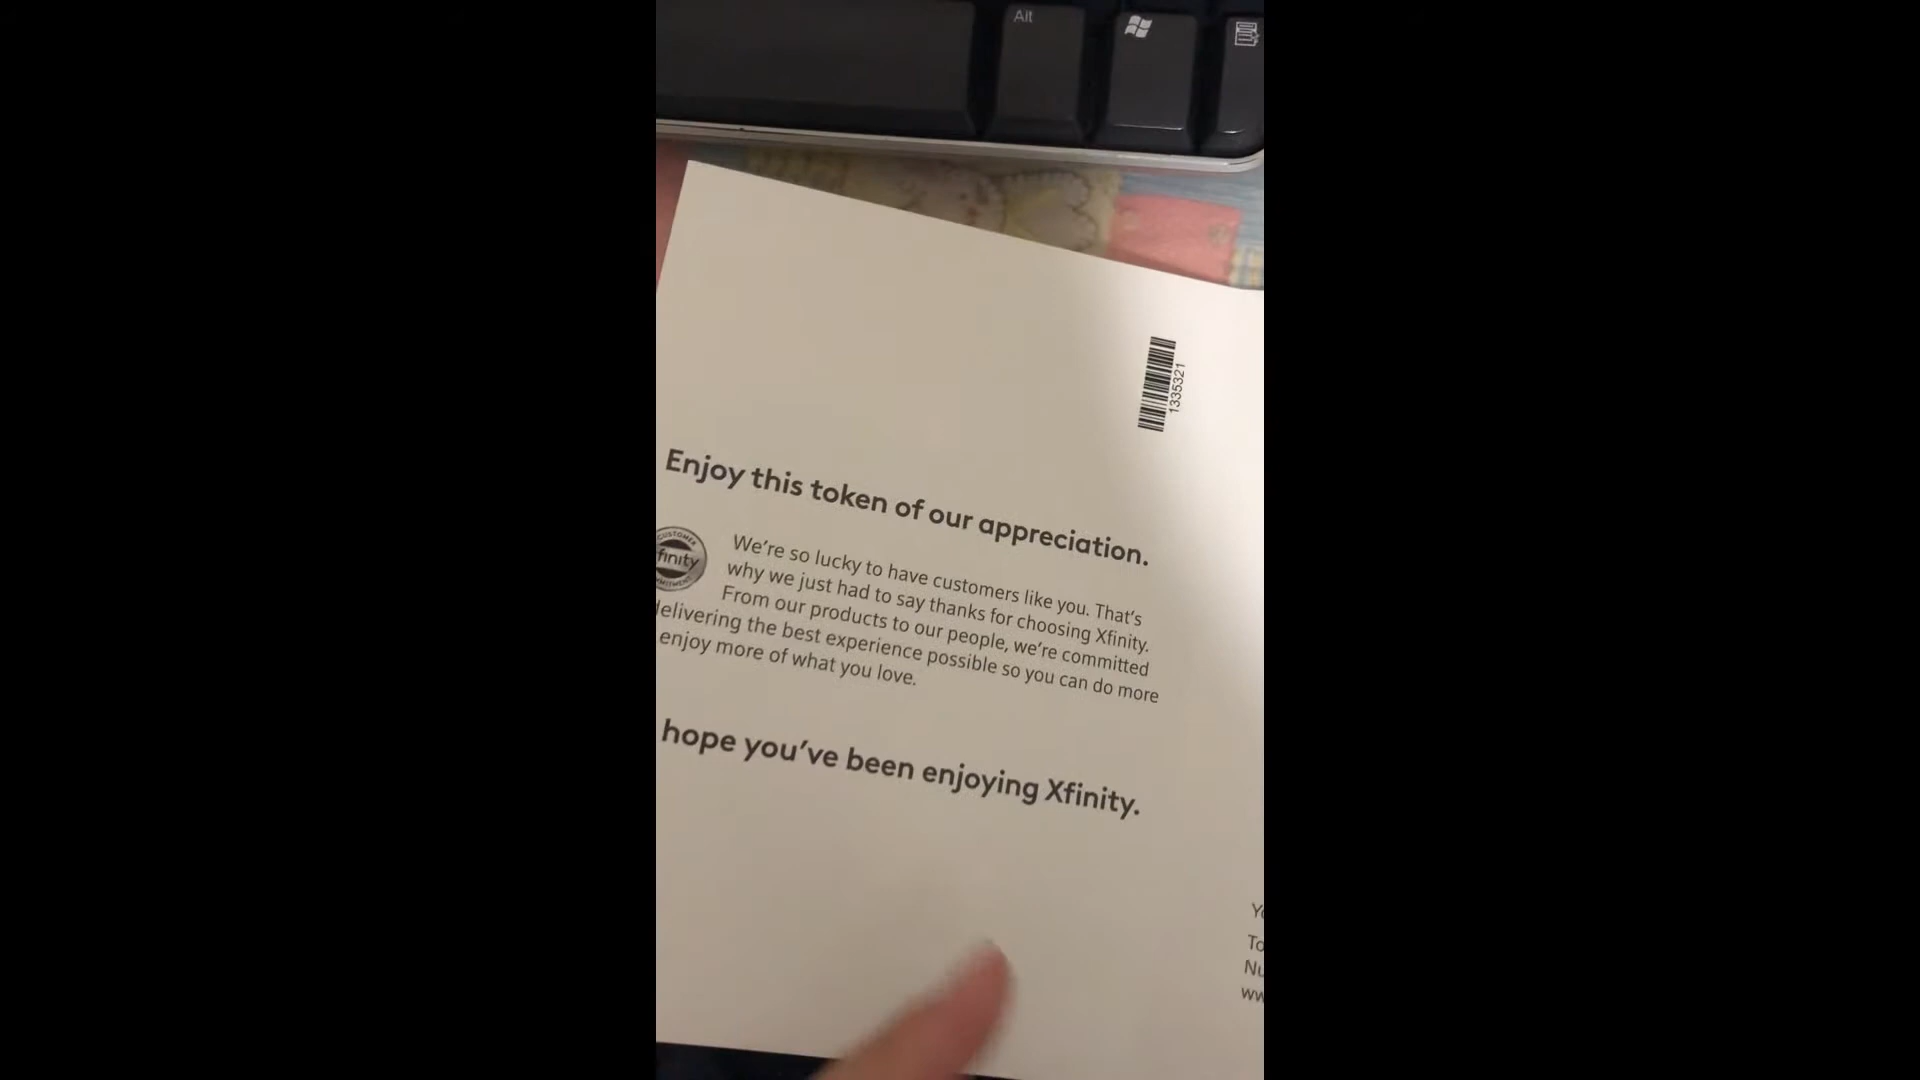 Alt
1335321
Enjoy this token of our appreciation.
CUSTOMER
finity
We're so lucky to have customers like you. That's
why we just had to say thanks for choosing Xfinity.
From our products to our people, we're committed
delivering the best experience possible so you can do more
enjoy more of what you love.
hope you've been enjoying Xfinity.